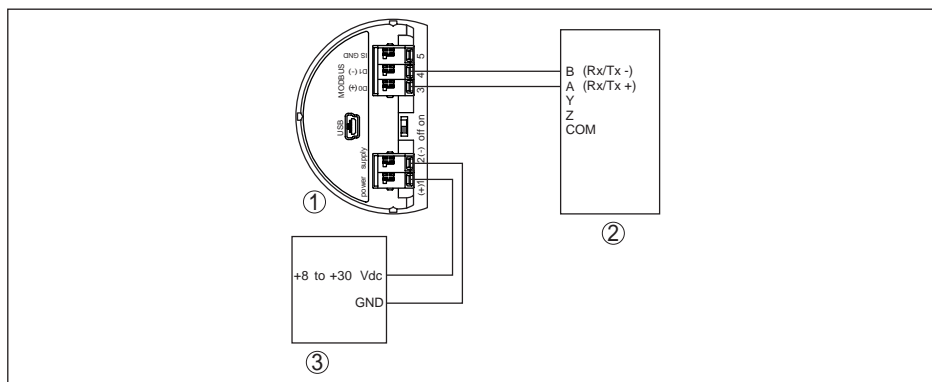 IS GND
5
MODBUS
D1 (-)
4
D0 (+)
3
USB
off on
power supply
2(-)
(+)1
1
B (Rx/Tx -)
A (Rx/Tx +)
Y
Z
COM
2
+8 to +30 Vdc
GND
3